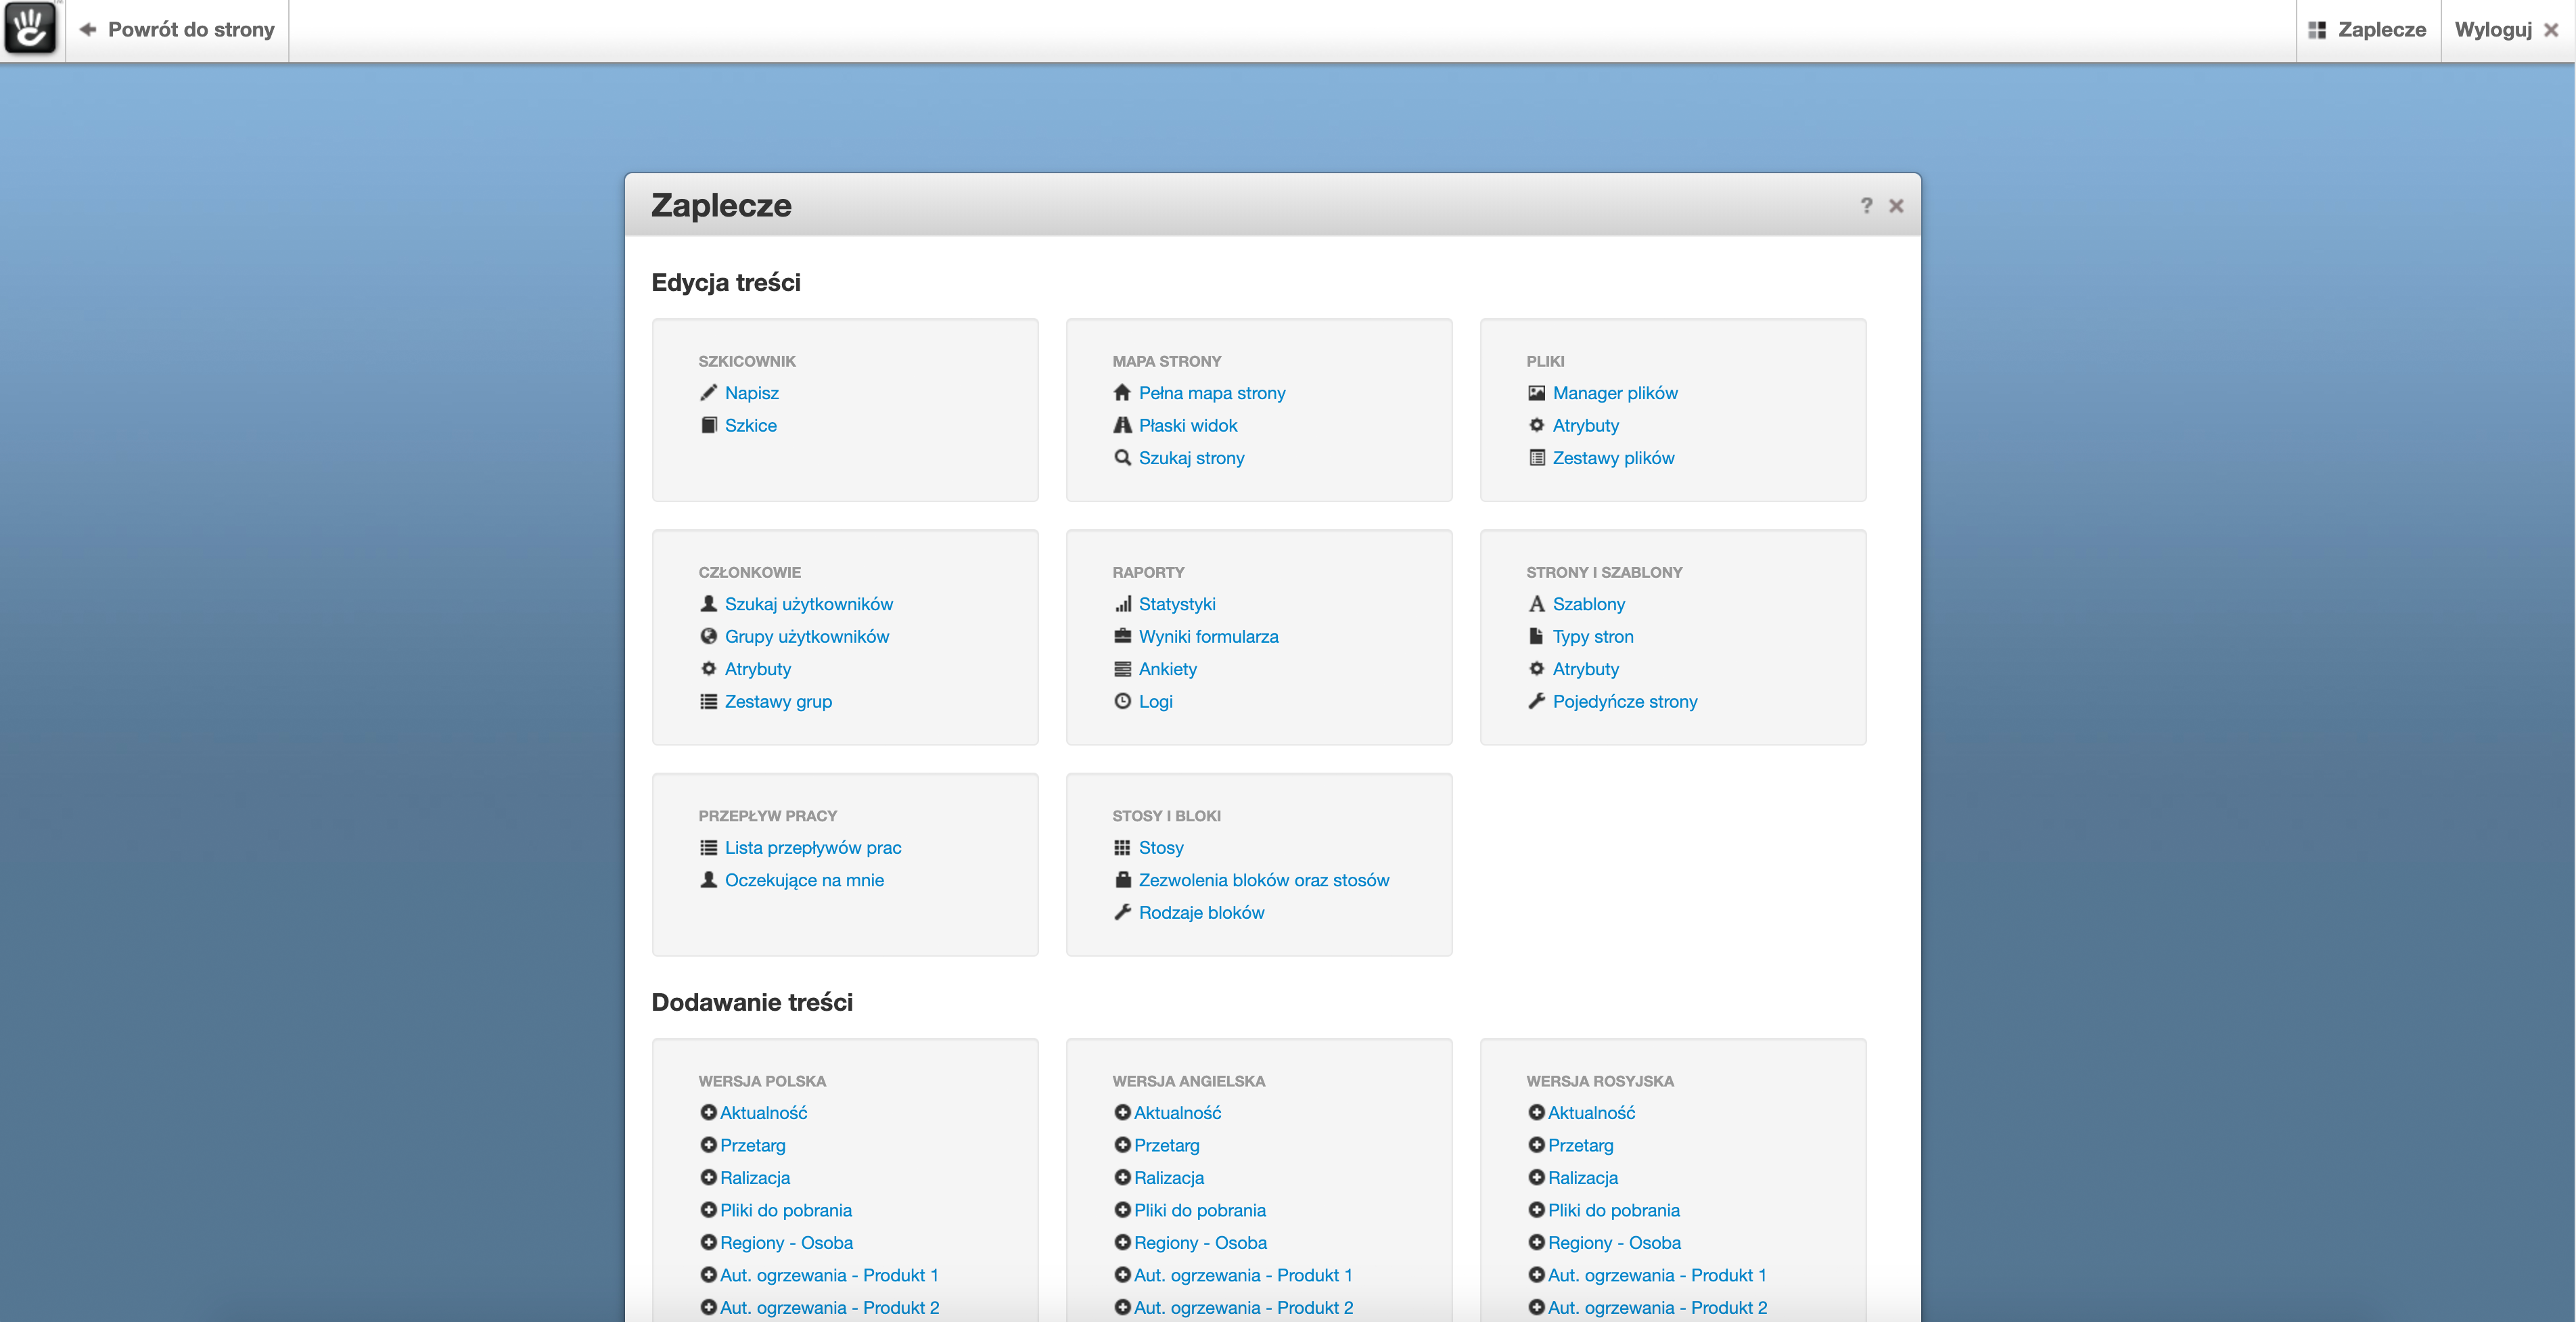 Powrót do strony
Zaplecze
Wyloguj
Zaplecze
?
Edycja treści
SZKICOWNIK
Napisz
Szkice
MAPA STRONY
Pełna mapa strony
Płaski widok
Szukaj strony
PLIKI
Manager plików
Atrybuty
Zestawy plików
CZŁONKOWIE
Szukaj użytkowników
Grupy użytkowników
Atrybuty
Zestawy grup
RAPORTY
Statystyki
Wyniki formularza
Ankiety
Logi
STRONY I SZABLONY
Szablony
Typy stron
Atrybuty
Pojedyńcze strony
PRZEPŁYW PRACY
Lista przepływów prac
Oczekujące na mnie
STOSY I BLOKI
Stosy
Zezwolenia bloków oraz stosów
Rodzaje bloków
Dodawanie treści
WERSJA POLSKA
Aktualność
Przetarg
Ralizacja
Pliki do pobrania
Regiony - Osoba
Aut. ogrzewania - Produkt 1
Aut. ogrzewania - Produkt 2
WERSJA ANGIELSKA
Aktualność
Przetarg
Ralizacja
Pliki do pobrania
Regiony - Osoba
Aut. ogrzewania - Produkt 1
Aut. ogrzewania - Produkt 2
WERSJA ROSYJSKA
Aktualność
Przetarg
Ralizacja
Pliki do pobrania
Regiony - Osoba
Aut. ogrzewania - Produkt 1
Aut. ogrzewania - Produkt 2